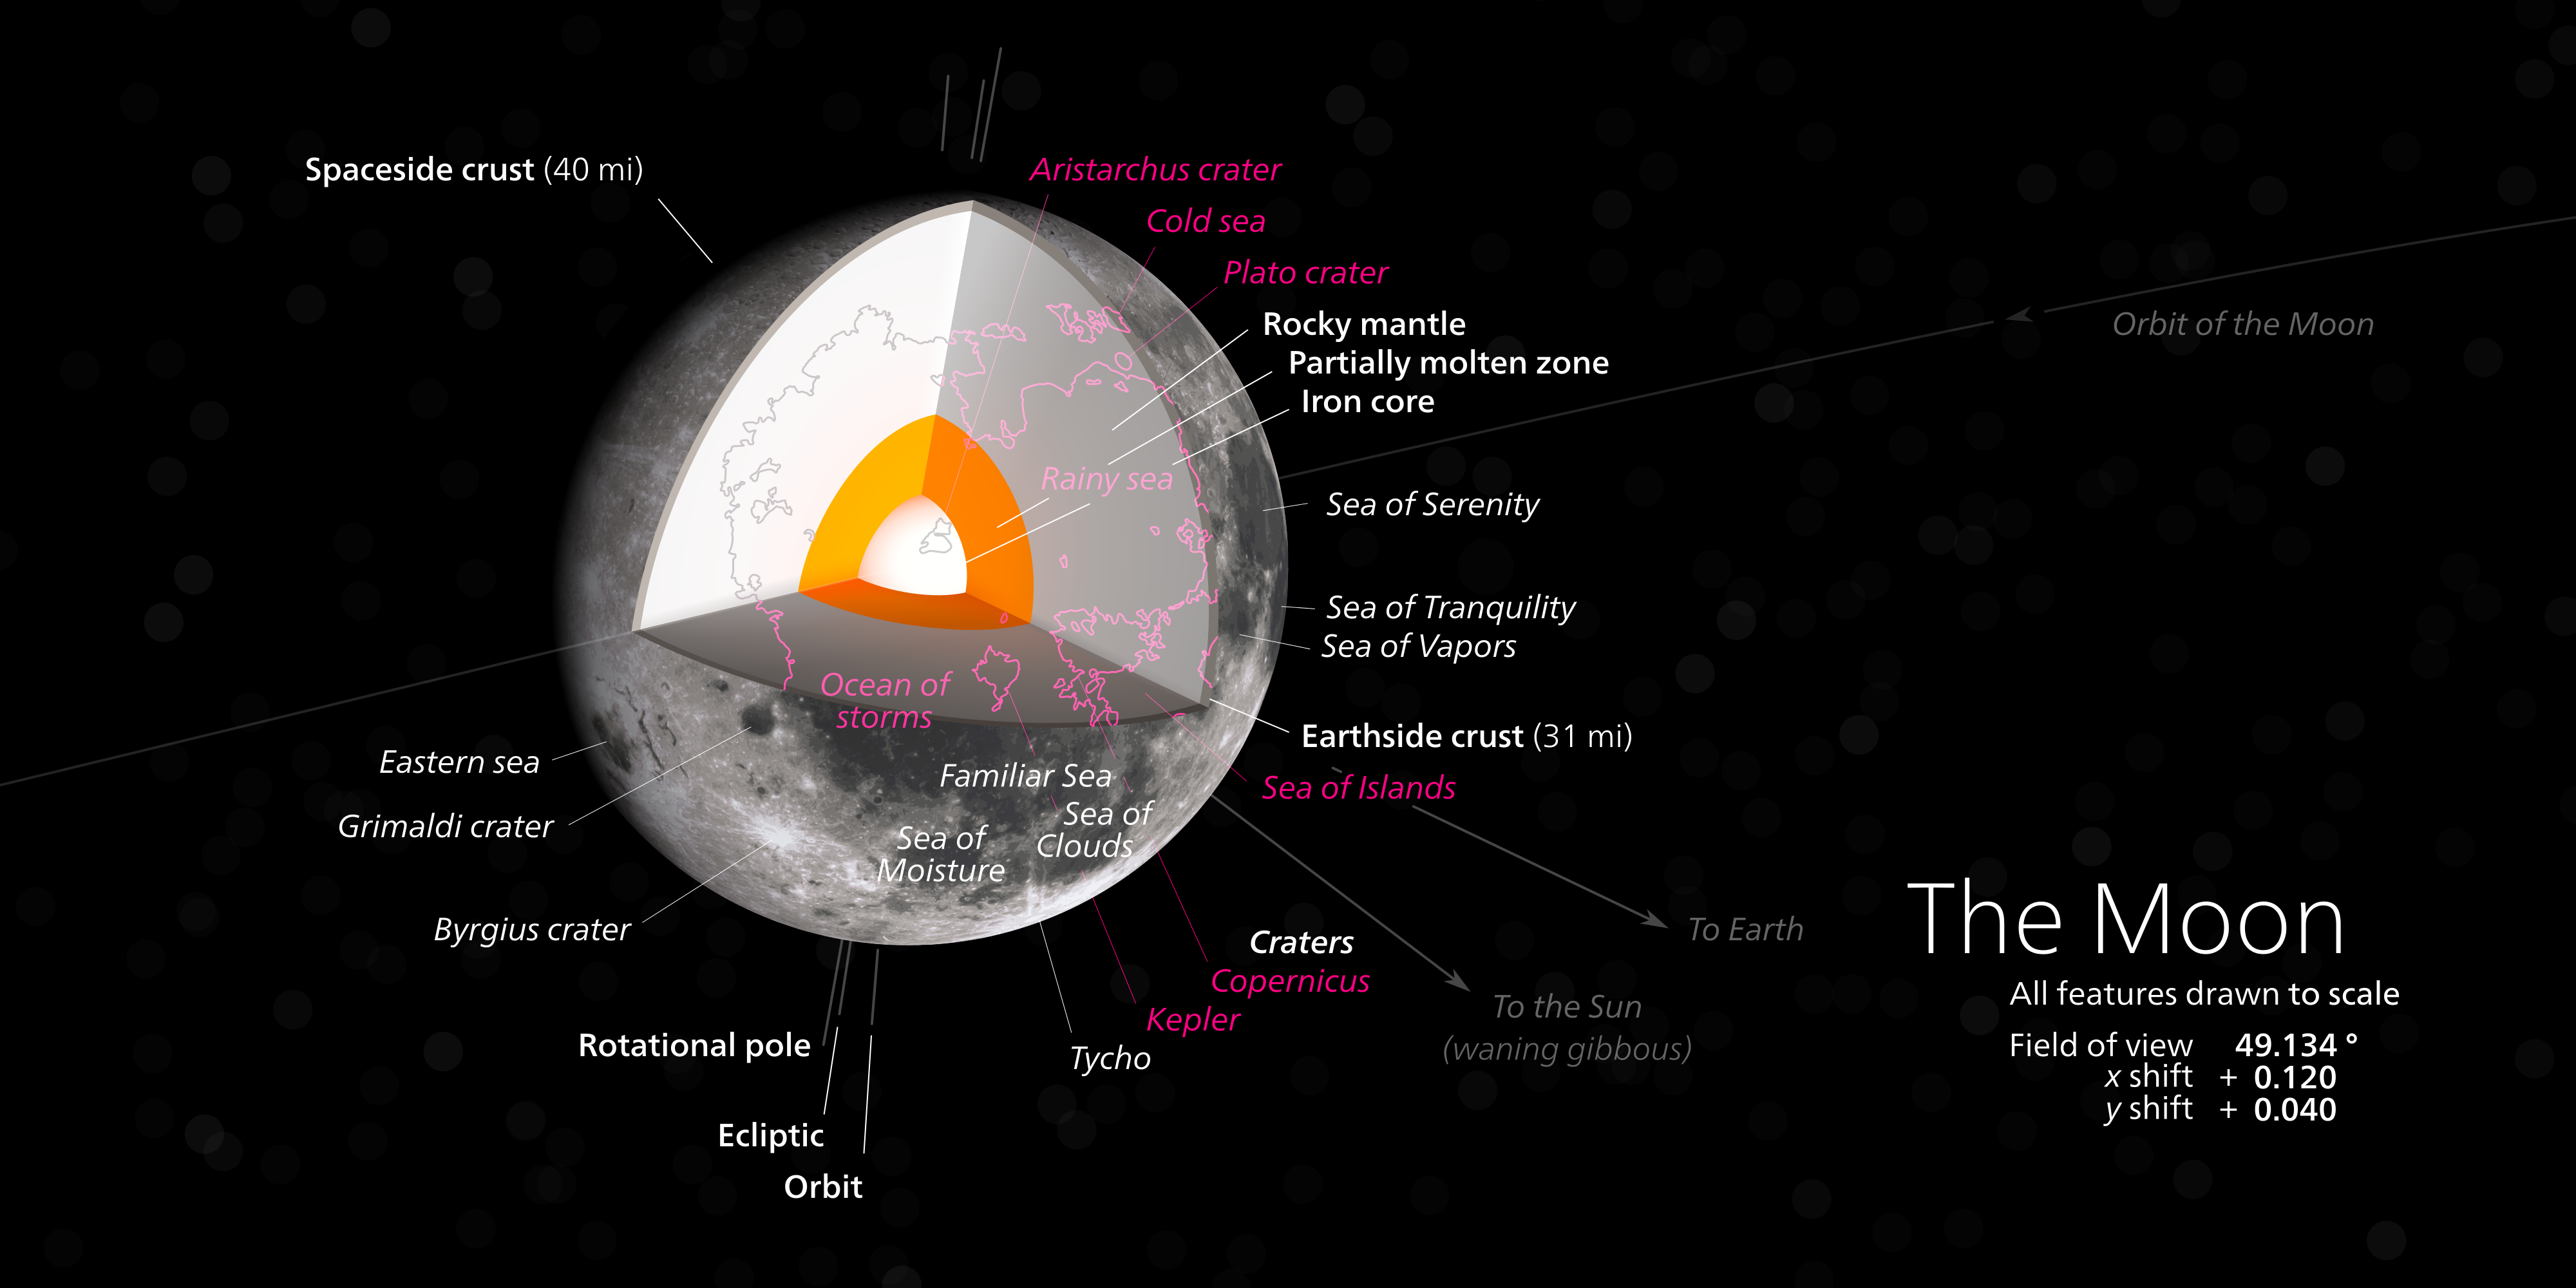 Spaceside crust (40 mi)
Aristarchus crater
Cold sea
Plato crater
Rocky mantle
Partially molten zone
Iron core
Orbit of the Moon
Rainy sea
Sea of Serenity
Sea of Tranquility
Sea of Vapors
Ocean of
storms
Earthside crust (31 mi)
Sea of Islands
Eastern sea
Grimaldi crater
Byrgius crater
Familiar Sea
Sea of
Clouds
Sea of
Moisture
To Earth
To the Sun
(waning gibbous)
Craters
Copernicus
Kepler
Tycho
Rotational pole
Ecliptic
Orbit
The Moon
All features drawn to scale
Field of view 49.134 °
x shift + 0.120
y shift + 0.040